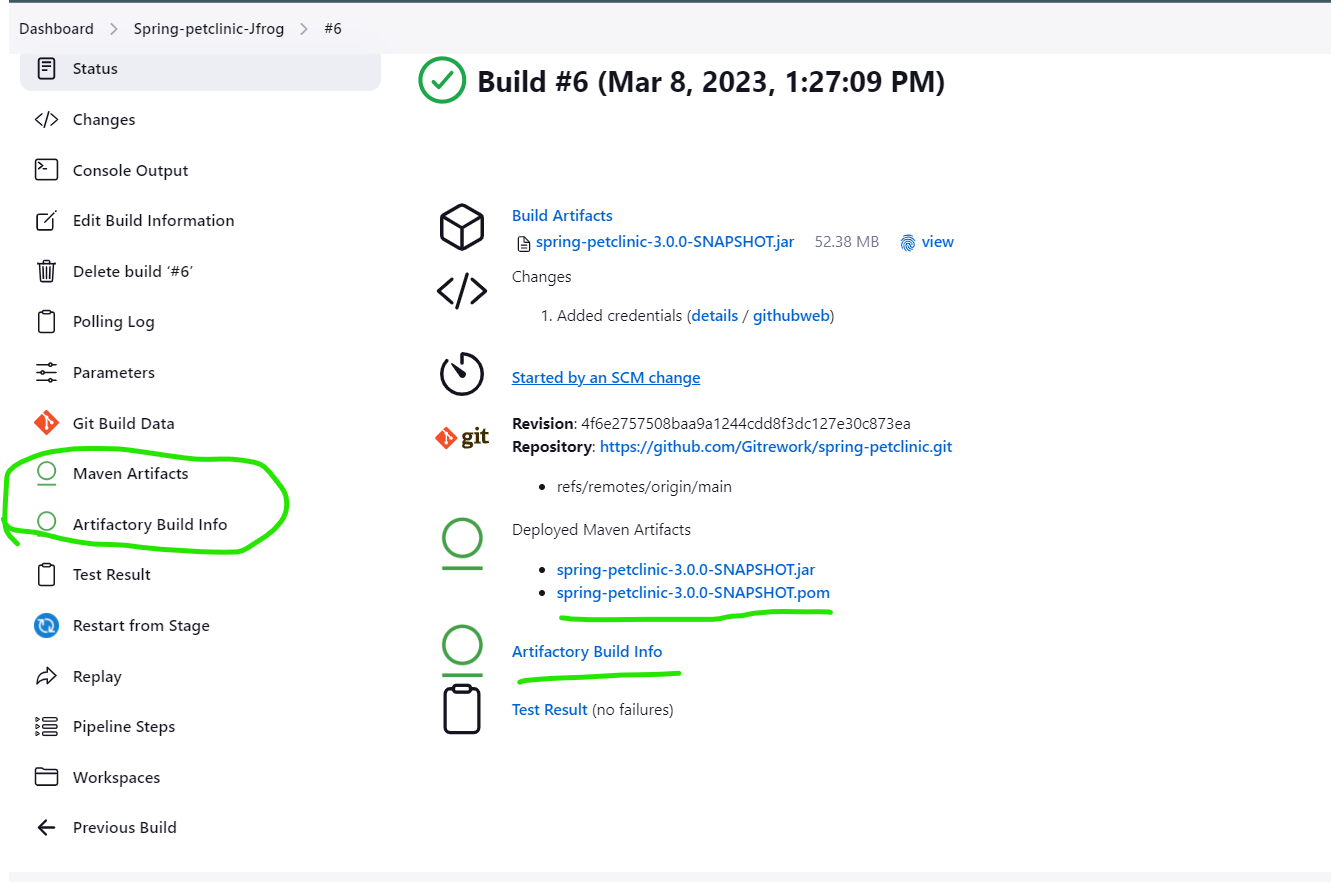 Dashboard > Spring-petclinic-Jfrog > #6
Status
Changes
Console Output
Edit Build Information
Delete build ‘#6’
Polling Log
Parameters
Git Build Data
Maven Artifacts
Artifactory Build Info
Test Result
Restart from Stage
Replay
Pipeline Steps
Workspaces
Previous Build
Build #6 (Mar 8, 2023, 1:27:09 PM)
Build Artifacts
spring-petclinic-3.0.0-SNAPSHOT.jar 52.38 MB view
Changes
1. Added credentials (details / githubweb)
Started by an SCM change
git
Revision: 4f6e2757508baa9a1244cdd8f3dc127e30c873ea
Repository: https://github.com/Gitrework/spring-petclinic.git
• refs/remotes/origin/main
Deployed Maven Artifacts
• spring-petclinic-3.0.0-SNAPSHOT.jar
• spring-petclinic-3.0.0-SNAPSHOT.pom
Artifactory Build Info
Test Result (no failures)